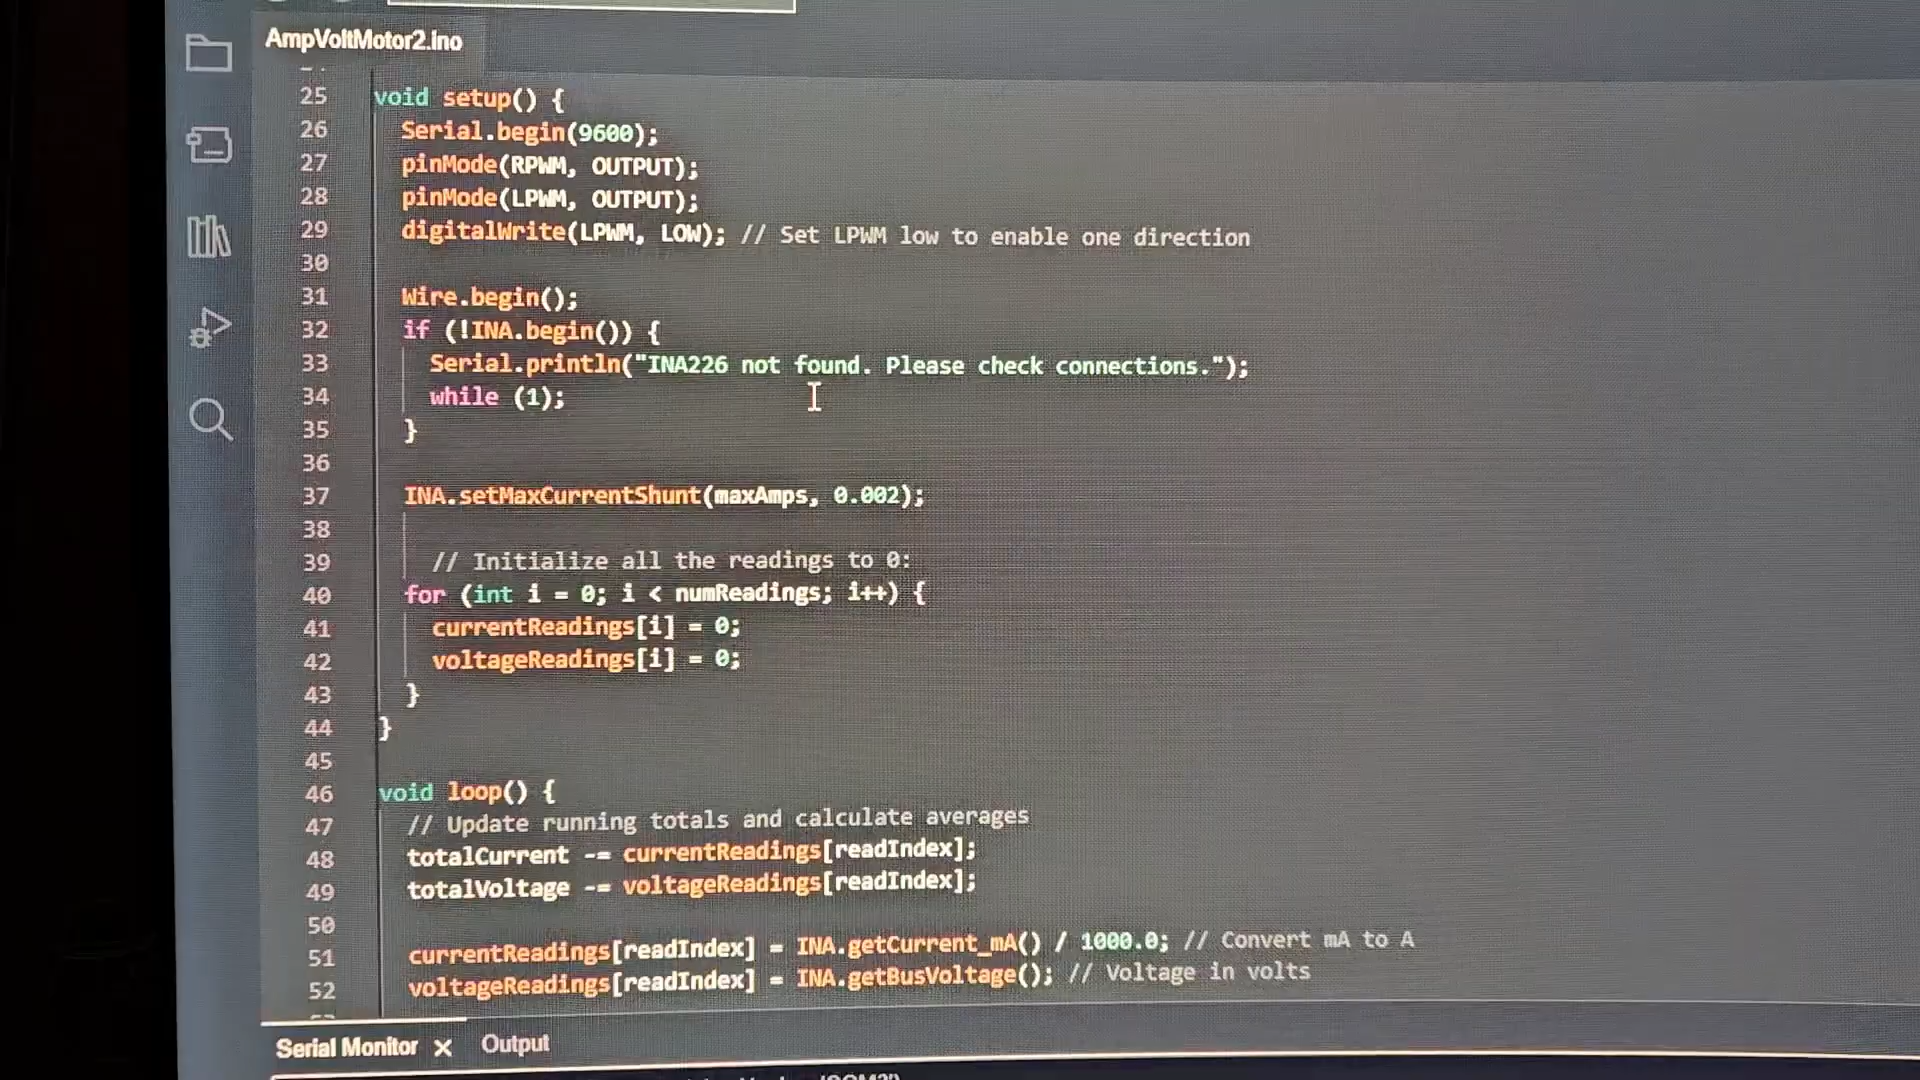 AmpVoltMotor2.ino
25 void setup() {
26 Serial.begin(9600);
27 pinMode(RPWM, OUTPUT);
28 pinMode(LPWM, OUTPUT);
29 digitalWrite(LPWM, LOW); // Set LPWM low to enable one direction
30
31 Wire.begin();
32 if (!INA.begin()) {
33 Serial.println("INA226 not found. Please check connections.");
34 while (1);
35 }
36
37 INA.setMaxCurrentShunt(maxAmps, 0.002);
38
39 // Initialize all the readings to 0:
40 for (int i = 0; i < numReadings; i++) {
41 currentReadings[i] = 0;
42 voltageReadings[i] = 0;
43 }
44 }
45
46 void loop() {
47 // Update running totals and calculate averages
48 totalCurrent -= currentReadings[readIndex];
49 totalVoltage -= voltageReadings[readIndex];
50
51 currentReadings[readIndex] = INA.getCurrent_mA() / 1000.0; // Convert mA to A
52 voltageReadings[readIndex] = INA.getBusVoltage(); // Voltage in volts
Serial Monitor × Output